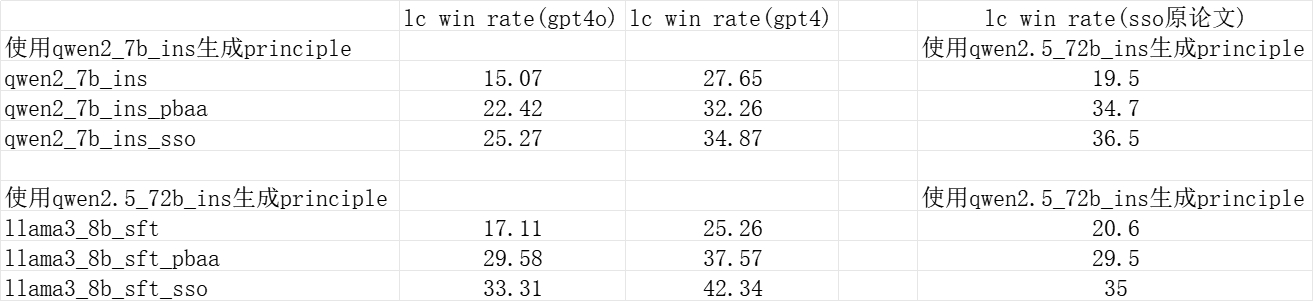 lc win rate(gpt4o) lc win rate(gpt4) lc win rate(sso原论文)
使用qwen2_7b_ins生成principle 使用qwen2.5_72b_ins生成principle
qwen2_7b_ins 15.07 27.65 19.5
qwen2_7b_ins_pbaa 22.42 32.26 34.7
qwen2_7b_ins_sso 25.27 34.87 36.5
使用qwen2.5_72b_ins生成principle 使用qwen2.5_72b_ins生成principle
llama3_8b_sft 17.11 25.26 20.6
llama3_8b_sft_pbaa 29.58 37.57 29.5
llama3_8b_sft_sso 33.31 42.34 35